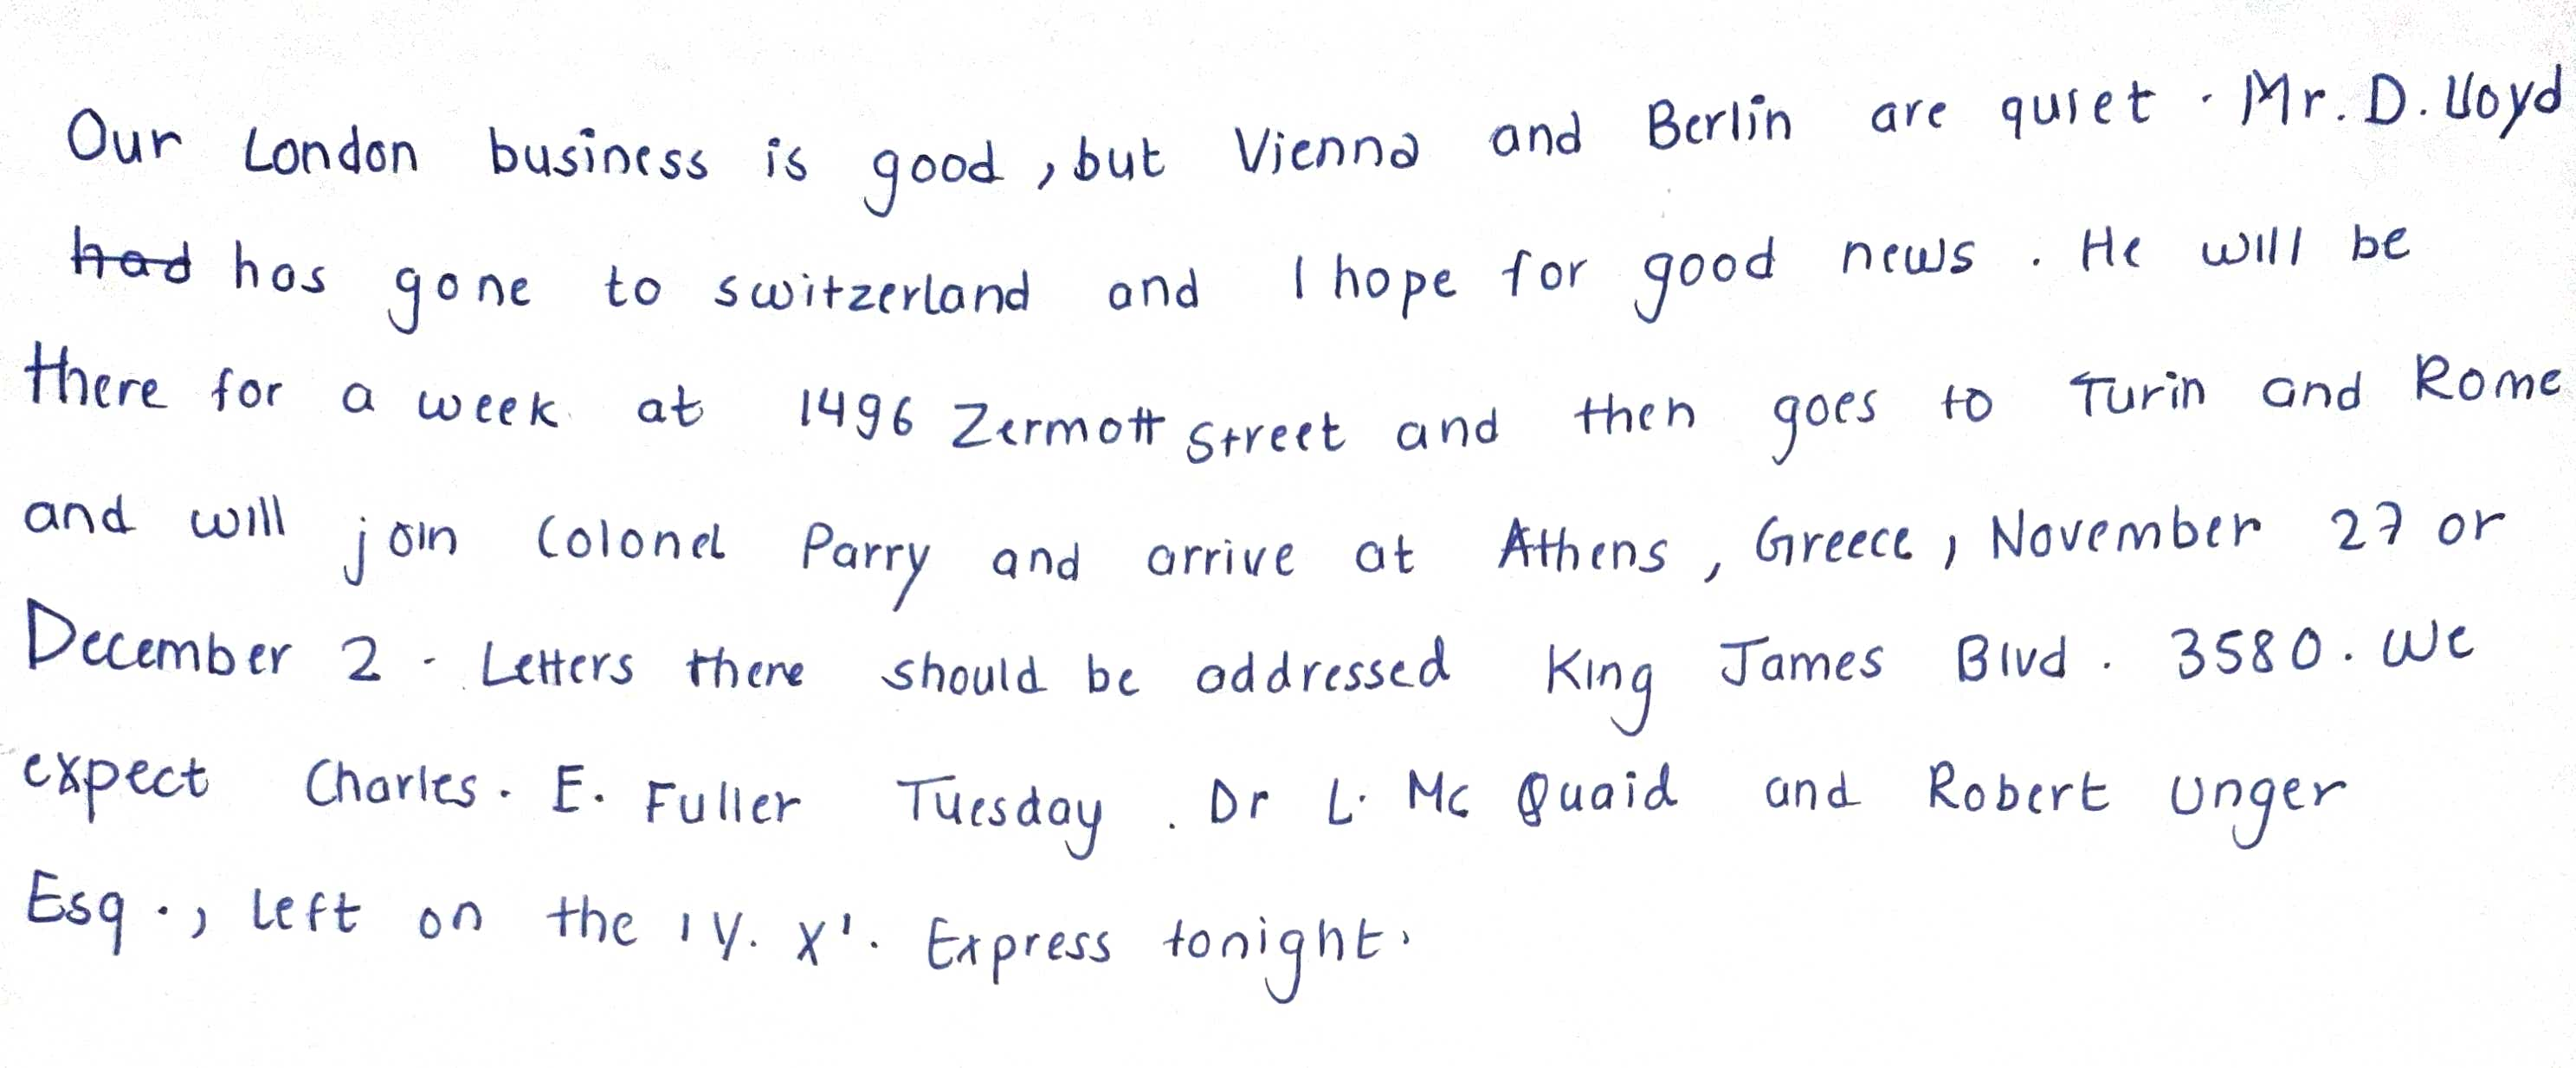 Our London business is good, but Vienna and Berlin are quiet. Mr. D. Lloyd
had has gone to switzerland and I hope for good news. He will be
there for a week at 1496 Zermott Street and then goes to Turin and Rome
and will join Colonel Parry and arrive at Athens, Greece, November 27 or
December 2. Letters there should be addressed King James Blvd. 3580. We
expect Charles. E. Fuller Tuesday. Dr L. Mc Quaid and Robert Unger
Esq., left on the 'Y. X'. Express tonight.